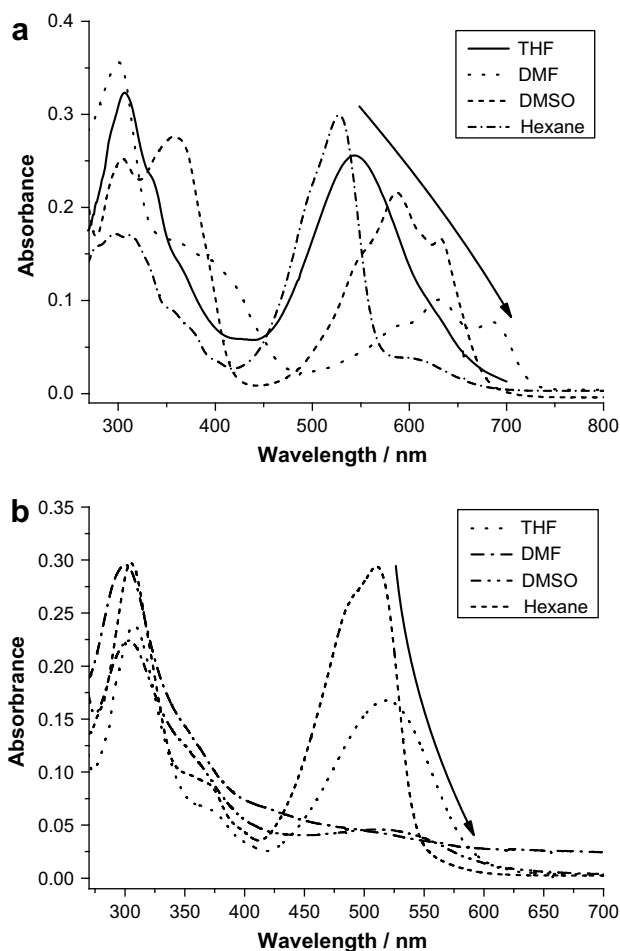 a
0.4
0.3
0.2
0.1
0.0
Absorbance
THF
DMF
DMSO
Hexane
300 400 500 600 700 800
Wavelength / nm
b
0.35
0.30
0.25
0.20
0.15
0.10
0.05
0.00
Absorbrance
THF
DMF
DMSO
Hexane
300 350 400 450 500 550 600 650 700
Wavelength / nm